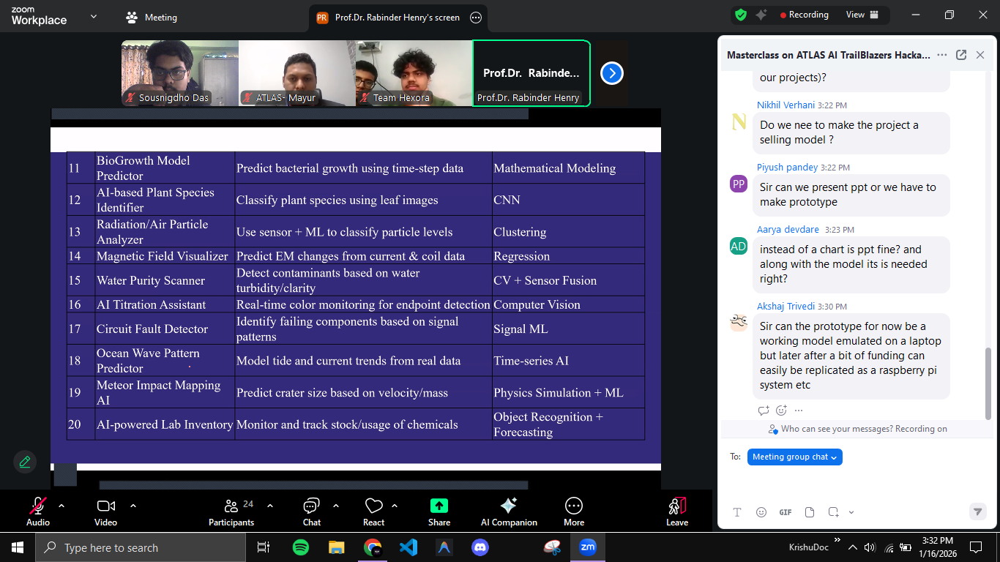 zoom
Workplace
Meeting
PR Prof.Dr. Rabinder Henry's screen
Recording
View
Sousnigdho Das
ATLAS- Mayur
Team Hexora
Prof.Dr. Rabinde...
Prof.Dr. Rabinder Henry
11 BioGrowth Model Predictor Predict bacterial growth using time-step data Mathematical Modeling
12 AI-based Plant Species Identifier Classify plant species using leaf images CNN
13 Radiation/Air Particle Analyzer Use sensor + ML to classify particle levels Clustering
14 Magnetic Field Visualizer Predict EM changes from current & coil data Regression
15 Water Purity Scanner Detect contaminants based on water turbidity/clarity CV + Sensor Fusion
16 AI Titration Assistant Real-time color monitoring for endpoint detection Computer Vision
17 Circuit Fault Detector Identify failing components based on signal patterns Signal ML
18 Ocean Wave Pattern Predictor Model tide and current trends from real data Time-series AI
19 Meteor Impact Mapping AI Predict crater size based on velocity/mass Physics Simulation + ML
20 AI-powered Lab Inventory Monitor and track stock/usage of chemicals Object Recognition + Forecasting
Masterclass on ATLAS AI TrailBlazers Hacka...
our projects)?
Nikhil Verhani 3:22 PM
N
Do we nee to make the project a
selling model ?
Piyush pandey 3:22 PM
PP
Sir can we present ppt or we have to
make prototype
Aarya devdare 3:23 PM
AD
instead of a chart is ppt fine? and
along with the model its is needed
right?
Akshaj Trivedi 3:30 PM
Sir can the prototype for now be a
working model emulated on a laptop
but later after a bit of funding can
easily be replicated as a raspberry pi
system etc
Who can see your messages? Recording on
To: Meeting group chat
GIF
Audio
Video
24
Participants
Chat
React
Share
AI Companion
More
Leave
Type here to search
zm
KrishuDoc
3:32 PM
1/16/2026